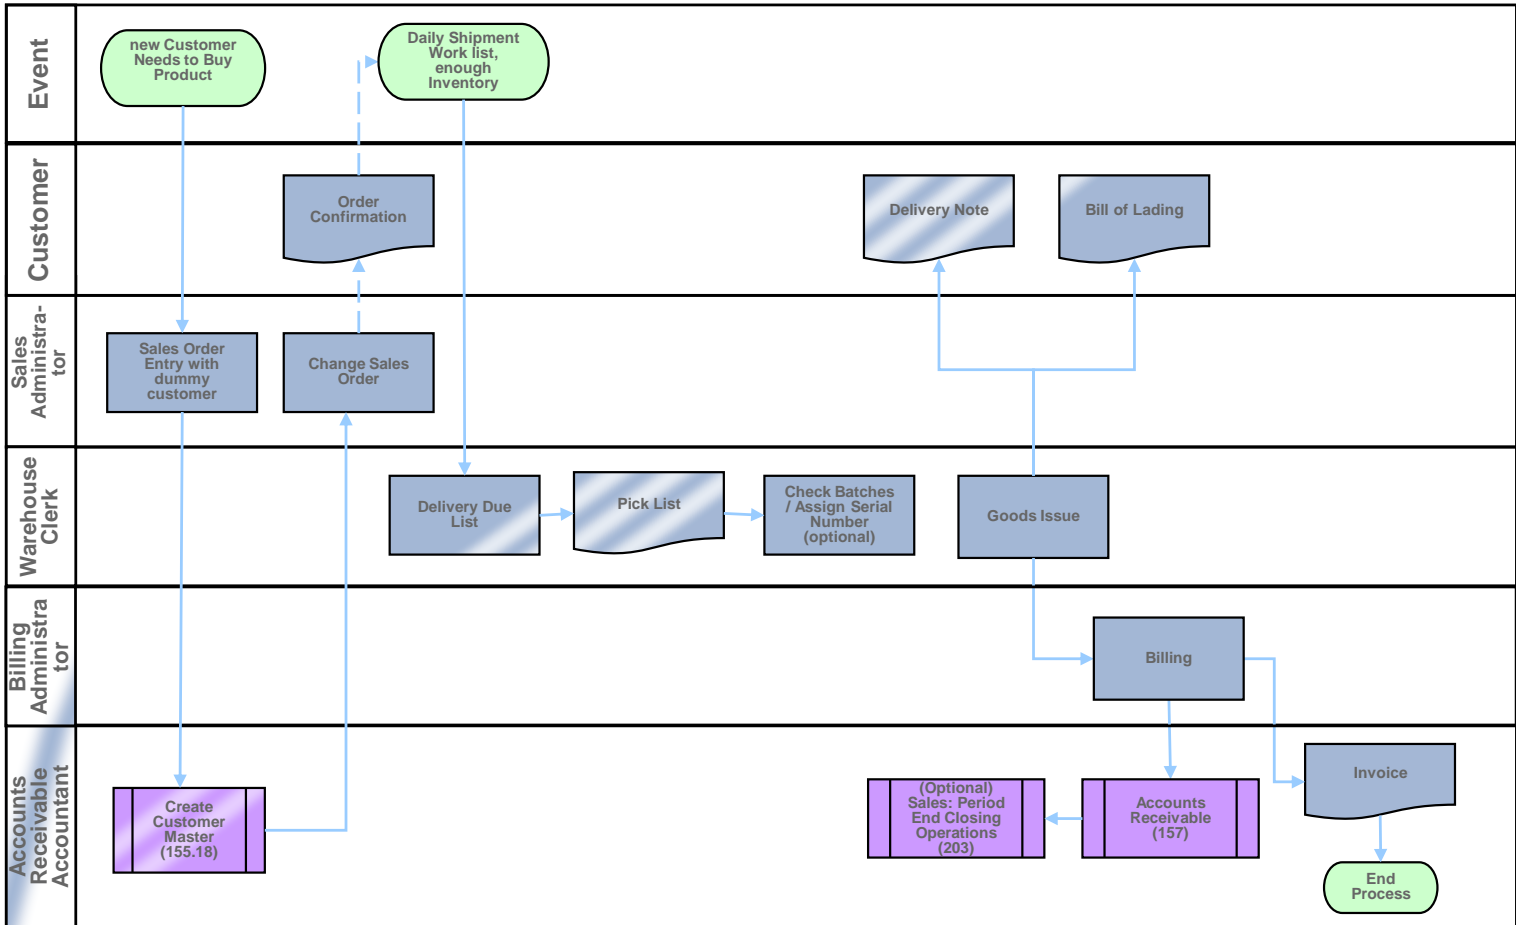 Event
new Customer
Needs to Buy
Product
Daily Shipment
Work list,
enough
Inventory
Customer
Order
Confirmation
Delivery Note
Bill of Lading
Sales
Administra-
tor
Sales Order
Entry with
dummy
customer
Change Sales
Order
Warehouse
Clerk
Delivery Due
List
Pick List
Check Batches
/ Assign Serial
Number
(optional)
Goods Issue
Billing
Administra
tor
Billing
Accounts
Receivable
Accountant
Create
Customer
Master
(155.18)
(Optional)
Sales: Period
End Closing
Operations
(203)
Accounts
Receivable
(157)
Invoice
End
Process